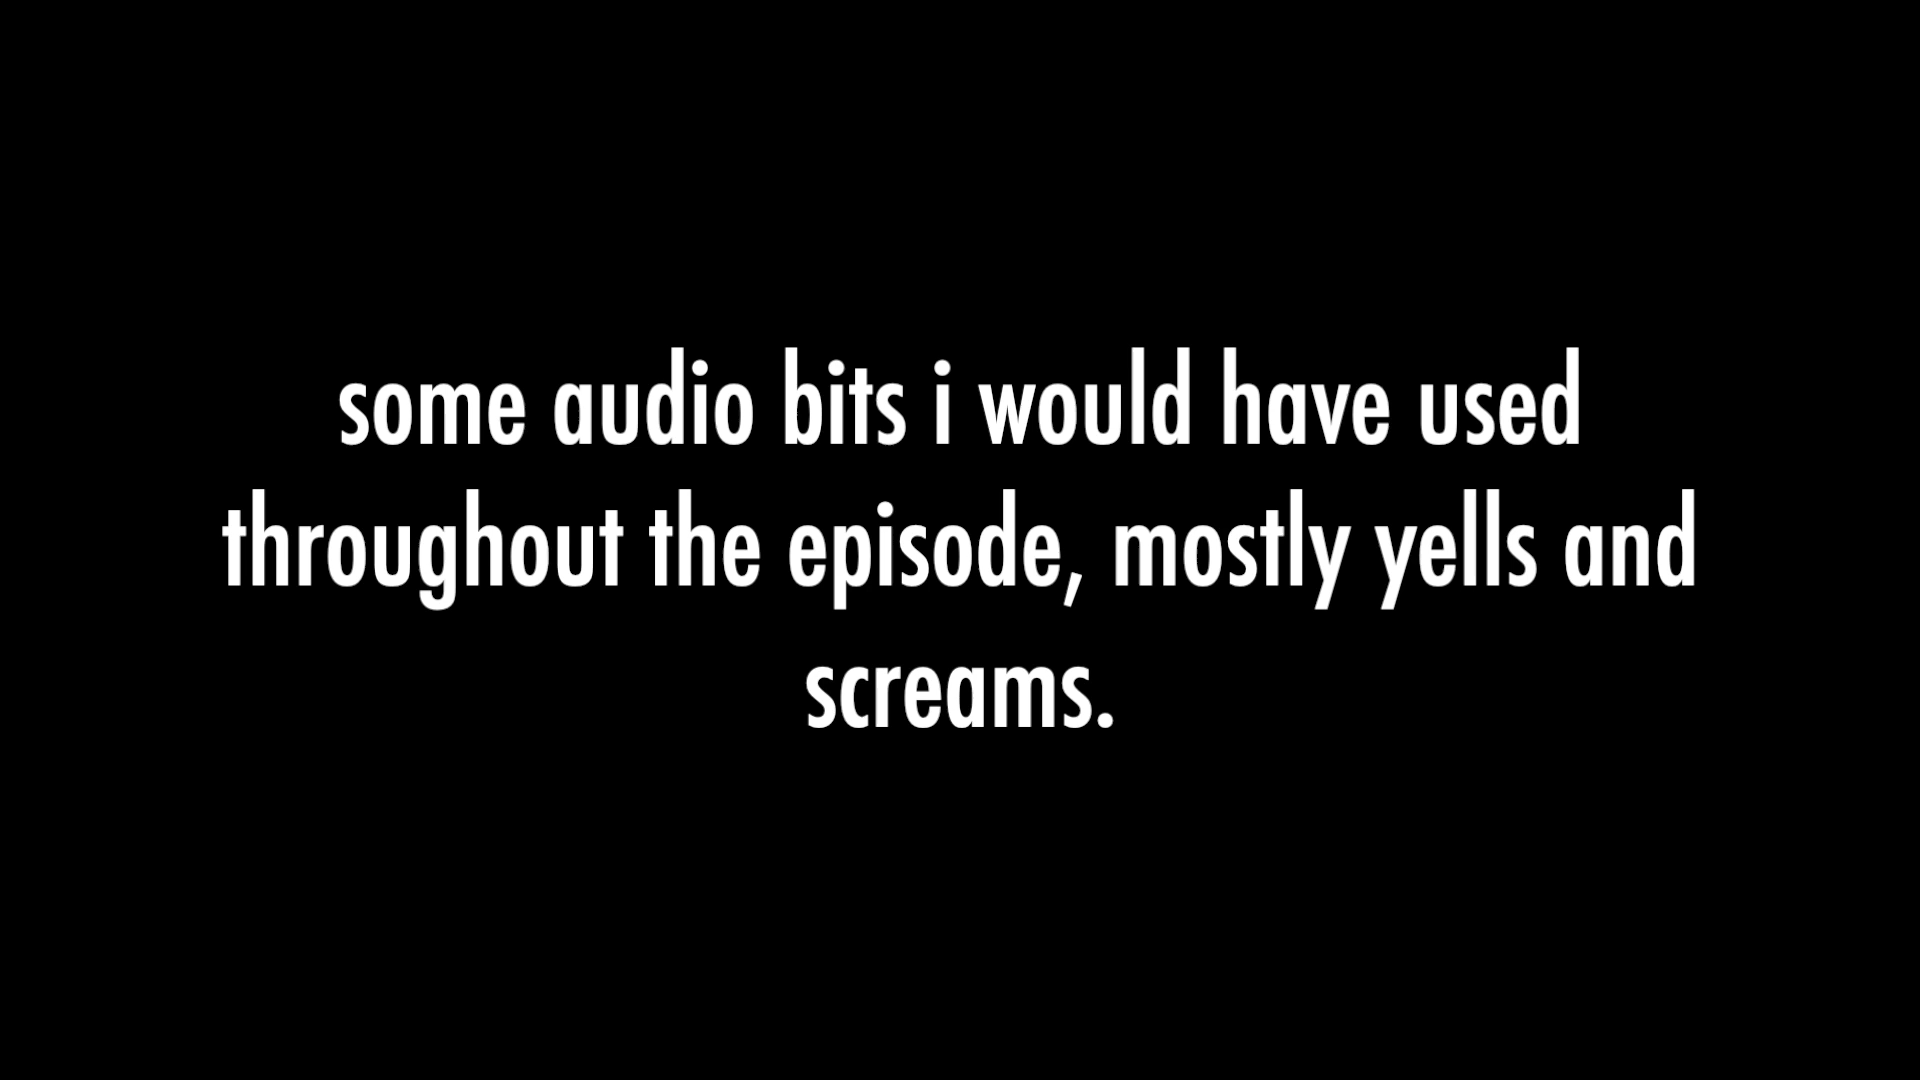 some audio bits i would have used
throughout the episode, mostly yells and
screams.